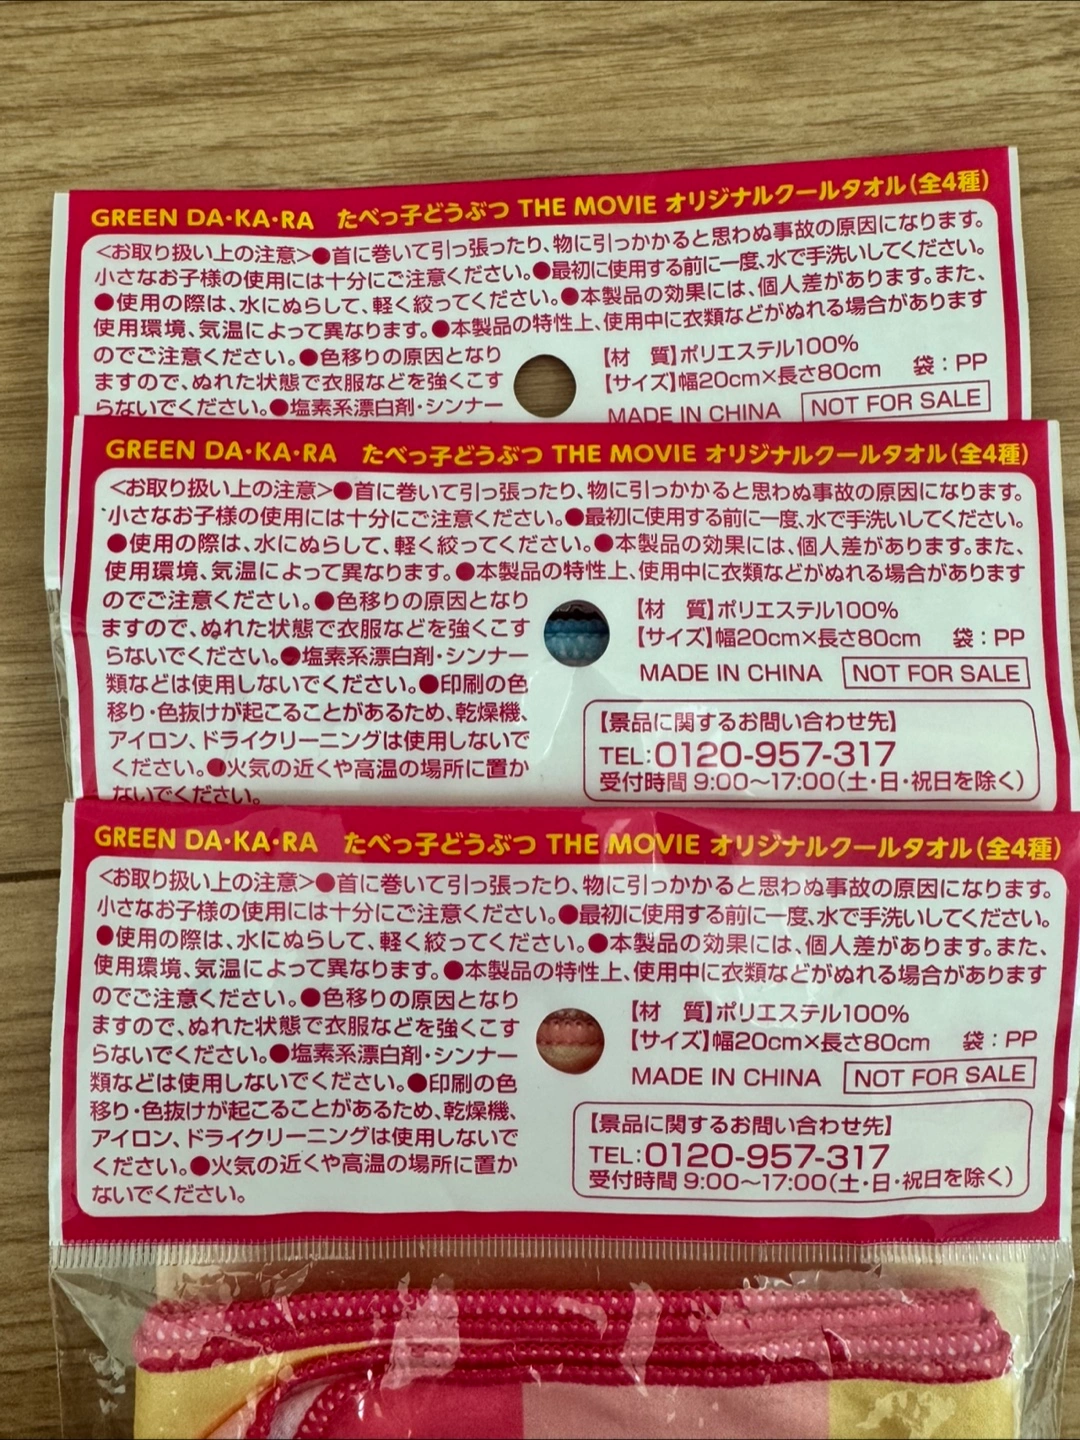 GREEN DA・KA・RA たべっ子どうぶつ THE MOVIE オリジナルクールタオル(全4種)
<お取り扱い上の注意>●首に巻いて引っ張ったり、物に引っかかると思わぬ事故の原因になります。
小さなお子様の使用には十分にご注意ください。●最初に使用する前に一度、水で手洗いしてください。
●使用の際は、水にぬらして、軽く絞ってください。●本製品の効果には、個人差があります。また、
使用環境、気温によって異なります。●本製品の特性上、使用中に衣類などがぬれる場合があります
のでご注意ください。●色移りの原因となり
ますので、ぬれた状態で衣服などを強くこす
らないでください。●塩素系漂白剤・シンナー
【材 質】ポリエステル100%
【サイズ】幅20cm×長さ80cm 袋:PP
MADE IN CHINA NOT FOR SALE
GREEN DA・KA・RA たべっ子どうぶつ THE MOVIE オリジナルクールタオル(全4種)
<お取り扱い上の注意>●首に巻いて引っ張ったり、物に引っかかると思わぬ事故の原因になります。
小さなお子様の使用には十分にご注意ください。●最初に使用する前に一度、水で手洗いしてください。
●使用の際は、水にぬらして、軽く絞ってください。●本製品の効果には、個人差があります。また、
使用環境、気温によって異なります。●本製品の特性上、使用中に衣類などがぬれる場合があります
のでご注意ください。●色移りの原因となり
ますので、ぬれた状態で衣服などを強くこす
らないでください。●塩素系漂白剤・シンナー
類などは使用しないでください。●印刷の色
移り・色抜けが起こることがあるため、乾燥機、
アイロン、ドライクリーニングは使用しないで
ください。●火気の近くや高温の場所に置か
ないでください。
【材 質】ポリエステル100%
【サイズ】幅20cm×長さ80cm 袋:PP
MADE IN CHINA NOT FOR SALE
【景品に関するお問い合わせ先】
TEL:0120-957-317
受付時間 9:00〜17:00(土・日・祝日を除く)
GREEN DA・KA・RA たべっ子どうぶつ THE MOVIE オリジナルクールタオル(全4種)
<お取り扱い上の注意>●首に巻いて引っ張ったり、物に引っかかると思わぬ事故の原因になります。
小さなお子様の使用には十分にご注意ください。●最初に使用する前に一度、水で手洗いしてください。
●使用の際は、水にぬらして、軽く絞ってください。●本製品の効果には、個人差があります。また、
使用環境、気温によって異なります。●本製品の特性上、使用中に衣類などがぬれる場合があります
のでご注意ください。●色移りの原因となり
ますので、ぬれた状態で衣服などを強くこす
らないでください。●塩素系漂白剤・シンナー
類などは使用しないでください。●印刷の色
移り・色抜けが起こることがあるため、乾燥機、
アイロン、ドライクリーニングは使用しないで
ください。●火気の近くや高温の場所に置か
ないでください。
【材 質】ポリエステル100%
【サイズ】幅20cm×長さ80cm 袋:PP
MADE IN CHINA NOT FOR SALE
【景品に関するお問い合わせ先】
TEL:0120-957-317
受付時間 9:00〜17:00(土・日・祝日を除く)